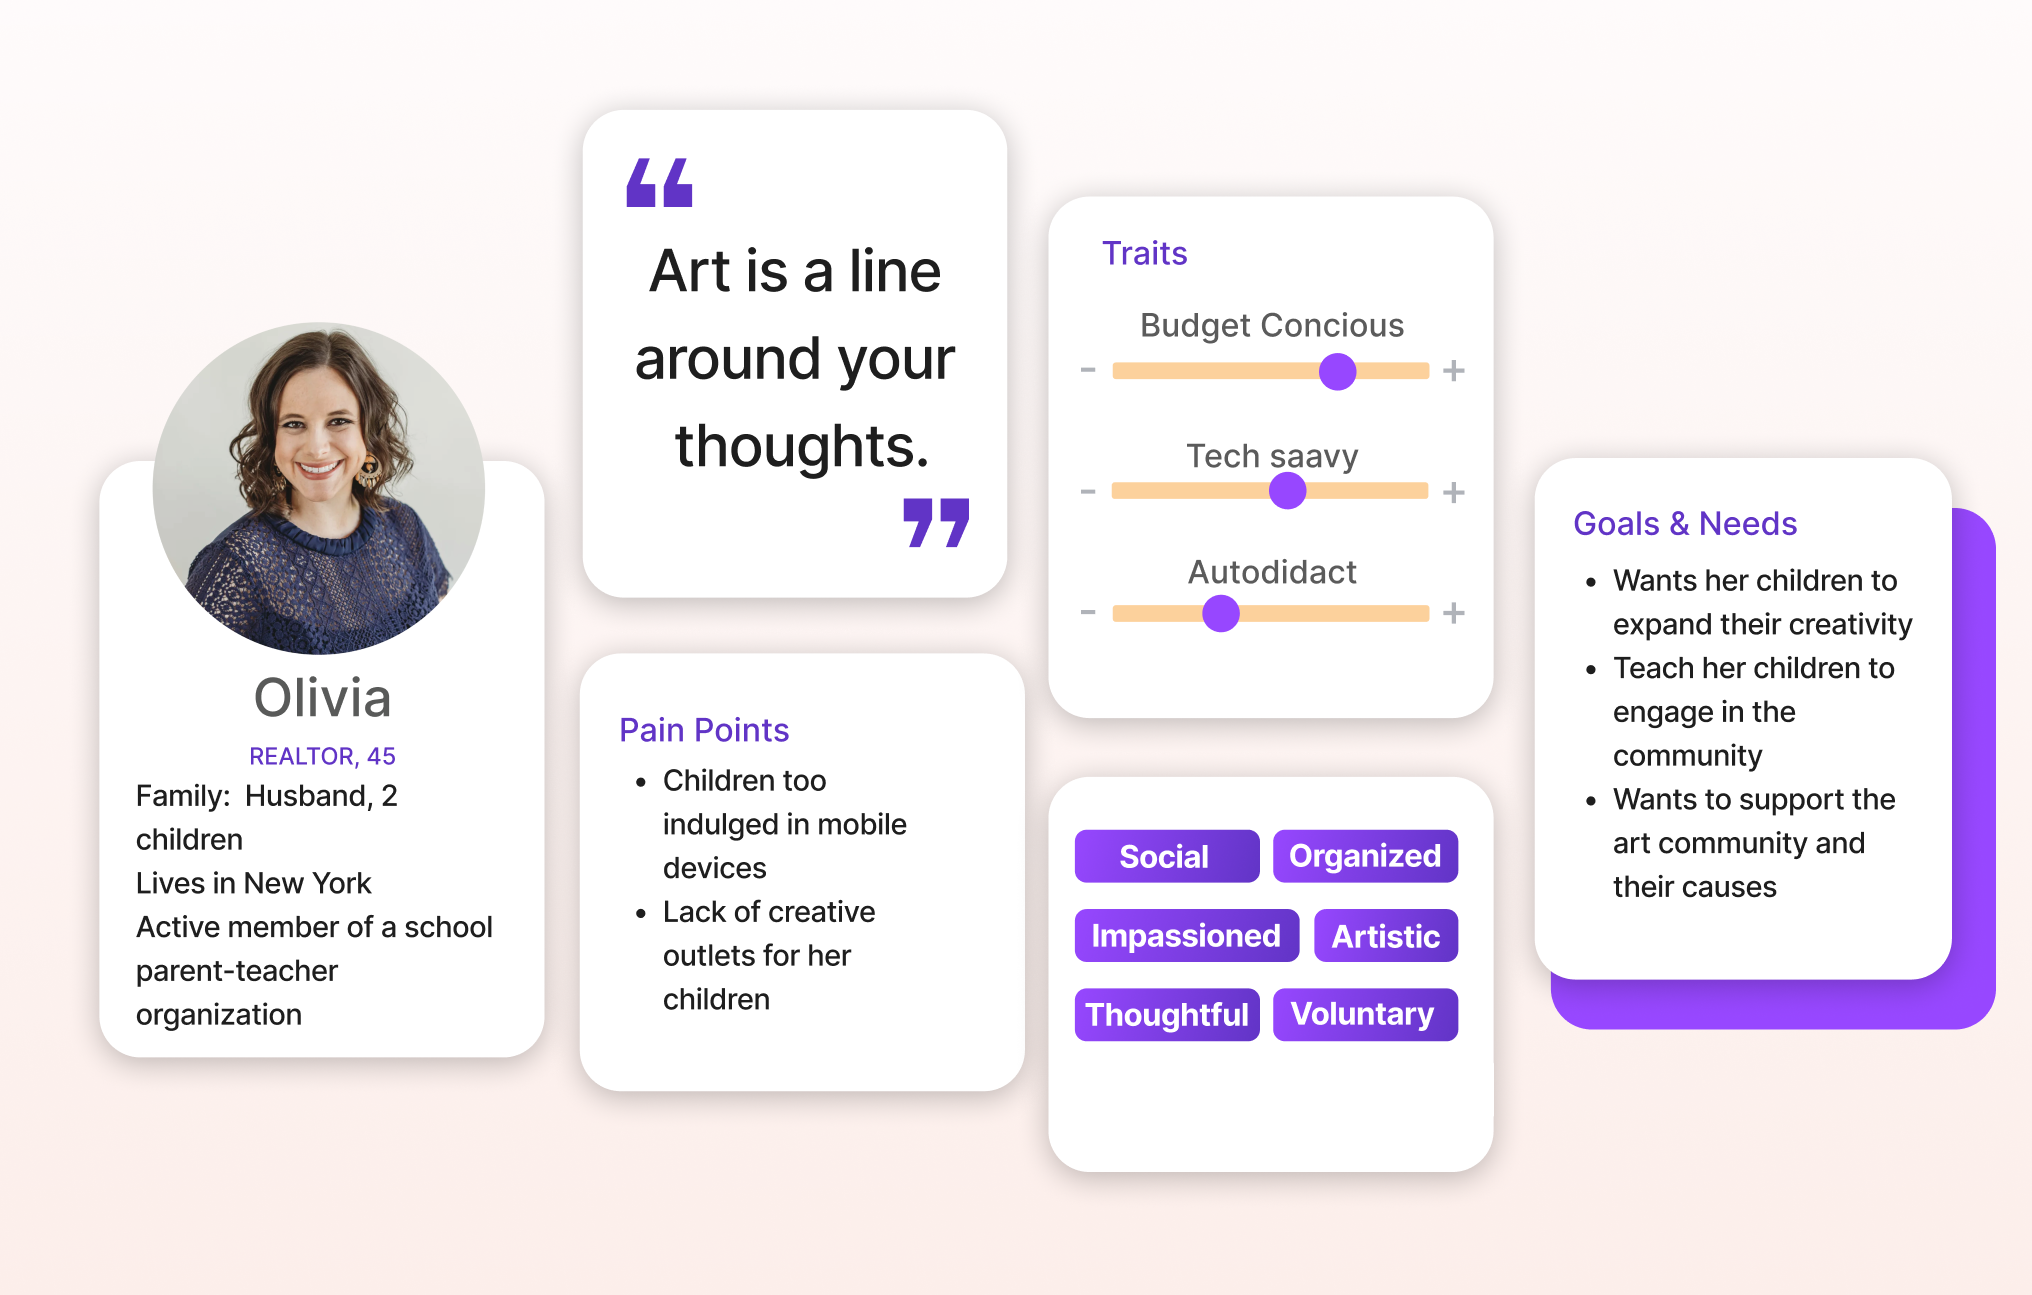 Olivia
REALTOR, 45
Family:  Husband, 2
children
Lives in New York
Active member of a school
parent-teacher
organization
“
Art is a line
around your
thoughts.
”
Pain Points
• Children too
indulged in mobile
devices
• Lack of creative
outlets for her
children
Traits
Budget Concious
- +
Tech saavy
- +
Autodidact
- +
Social Organized
Impassioned Artistic
Thoughtful Voluntary
Goals & Needs
• Wants her children to
expand their creativity
• Teach her children to
engage in the
community
• Wants to support the
art community and
their causes